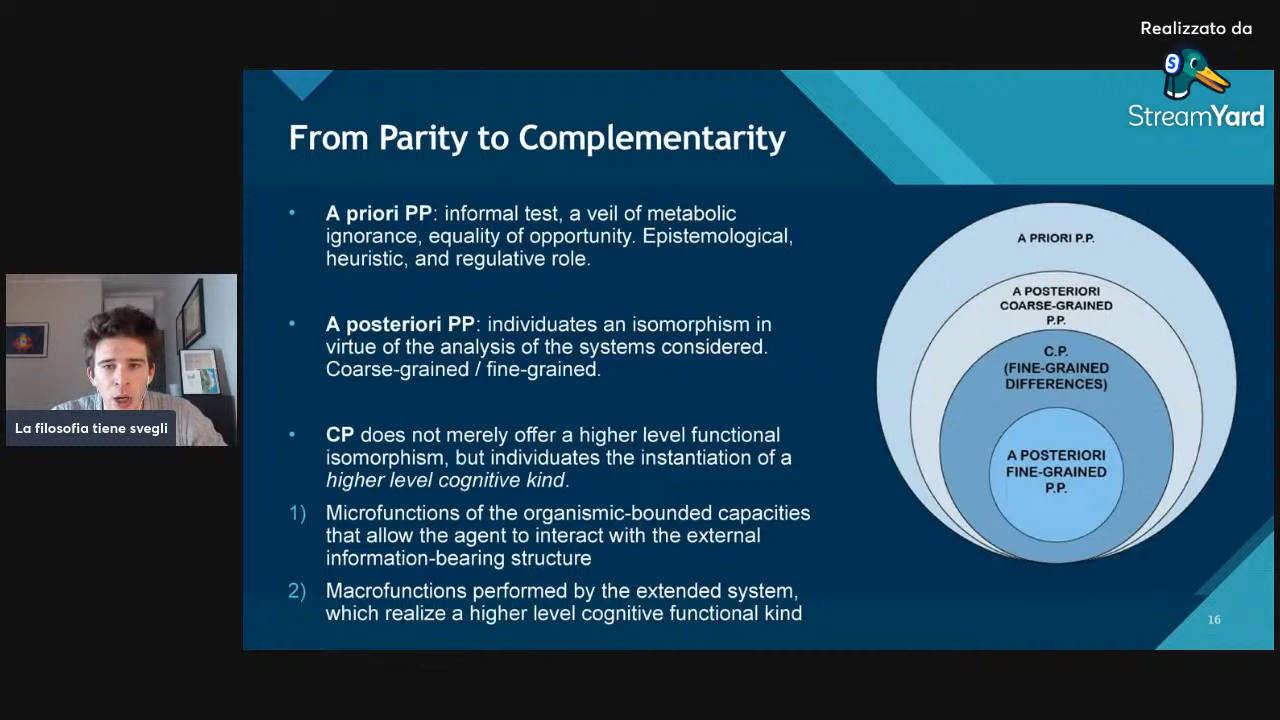 Realizzato da
StreamYard
From Parity to Complementarity
• A priori PP: informal test, a veil of metabolic
ignorance, equality of opportunity. Epistemological,
heuristic, and regulative role.
• A posteriori PP: individuates an isomorphism in
virtue of the analysis of the systems considered.
Coarse-grained / fine-grained.
• CP does not merely offer a higher level functional
isomorphism, but individuates the instantiation of a
higher level cognitive kind.
1) Microfunctions of the organismic-bounded capacities
that allow the agent to interact with the external
information-bearing structure
2) Macrofunctions performed by the extended system,
which realize a higher level cognitive functional kind
A PRIORI P.P.
A POSTERIORI
COARSE-GRAINED
P.P.
C.P.
(FINE-GRAINED
DIFFERENCES)
A POSTERIORI
FINE-GRAINED
P.P.
16
La filosofia tiene svegli